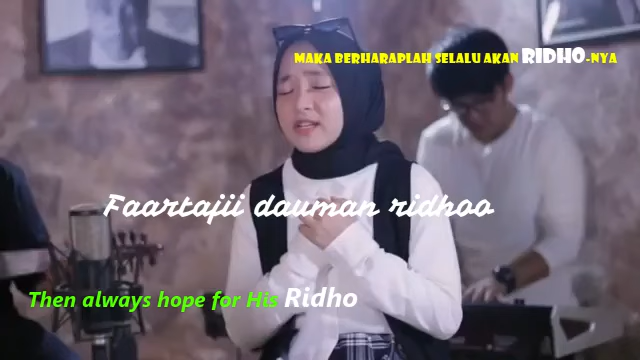 MAKA BERHARAPLAH SELALU AKAN RIDHO-NYA
Faartajii dauman ridhoo
Then always hope for His Ridho